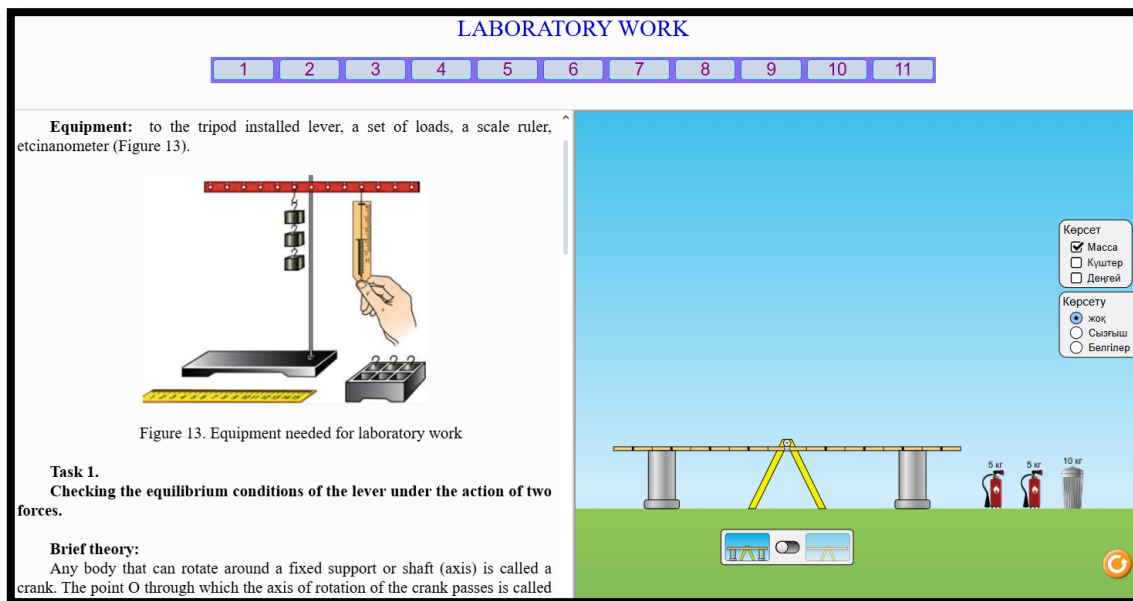 LABORATORY WORK
1 2 3 4 5 6 7 8 9 10 11
Equipment: to the tripod installed lever, a set of loads, a scale ruler,
etcinanometer (Figure 13).
Figure 13. Equipment needed for laboratory work
Task 1.
Checking the equilibrium conditions of the lever under the action of two
forces.
Brief theory:
Any body that can rotate around a fixed support or shaft (axis) is called a
crank. The point O through which the axis of rotation of the crank passes is called
Көрсет
Масса
Күштер
Деңгей
Көрсету
жоқ
Сызғыш
Белгілер
5 кг 5 кг 10 кг